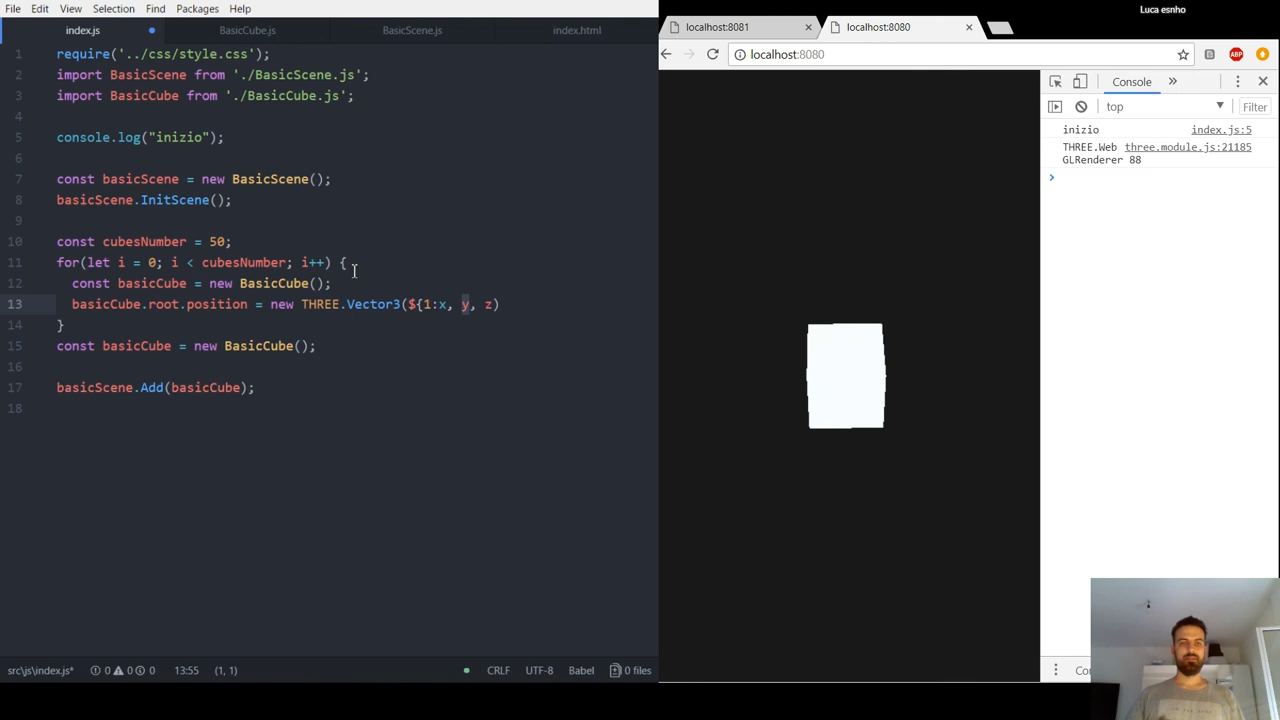 Luca esnho
File Edit View Selection Find Packages Help
index.js BasicCube.js BasicScene.js index.html
1 require('../css/style.css');
2 import BasicScene from './BasicScene.js';
3 import BasicCube from './BasicCube.js';
4
5 console.log("inizio");
6
7 const basicScene = new BasicScene();
8 basicScene.InitScene();
9
10 const cubesNumber = 50;
11 for(let i = 0; i < cubesNumber; i++) {
12 const basicCube = new BasicCube();
13 basicCube.root.position = new THREE.Vector3(${1:x, y, z)
14 }
15 const basicCube = new BasicCube();
16
17 basicScene.Add(basicCube);
18
src\js\index.js* 0 0 0 13:55 (1, 1) CRLF UTF-8 Babel 0 files
localhost:8081 localhost:8080
localhost:8080 ABP
Console »
top Filter
inizio index.js:5
THREE.Web three.module.js:21185
GLRenderer 88
Co